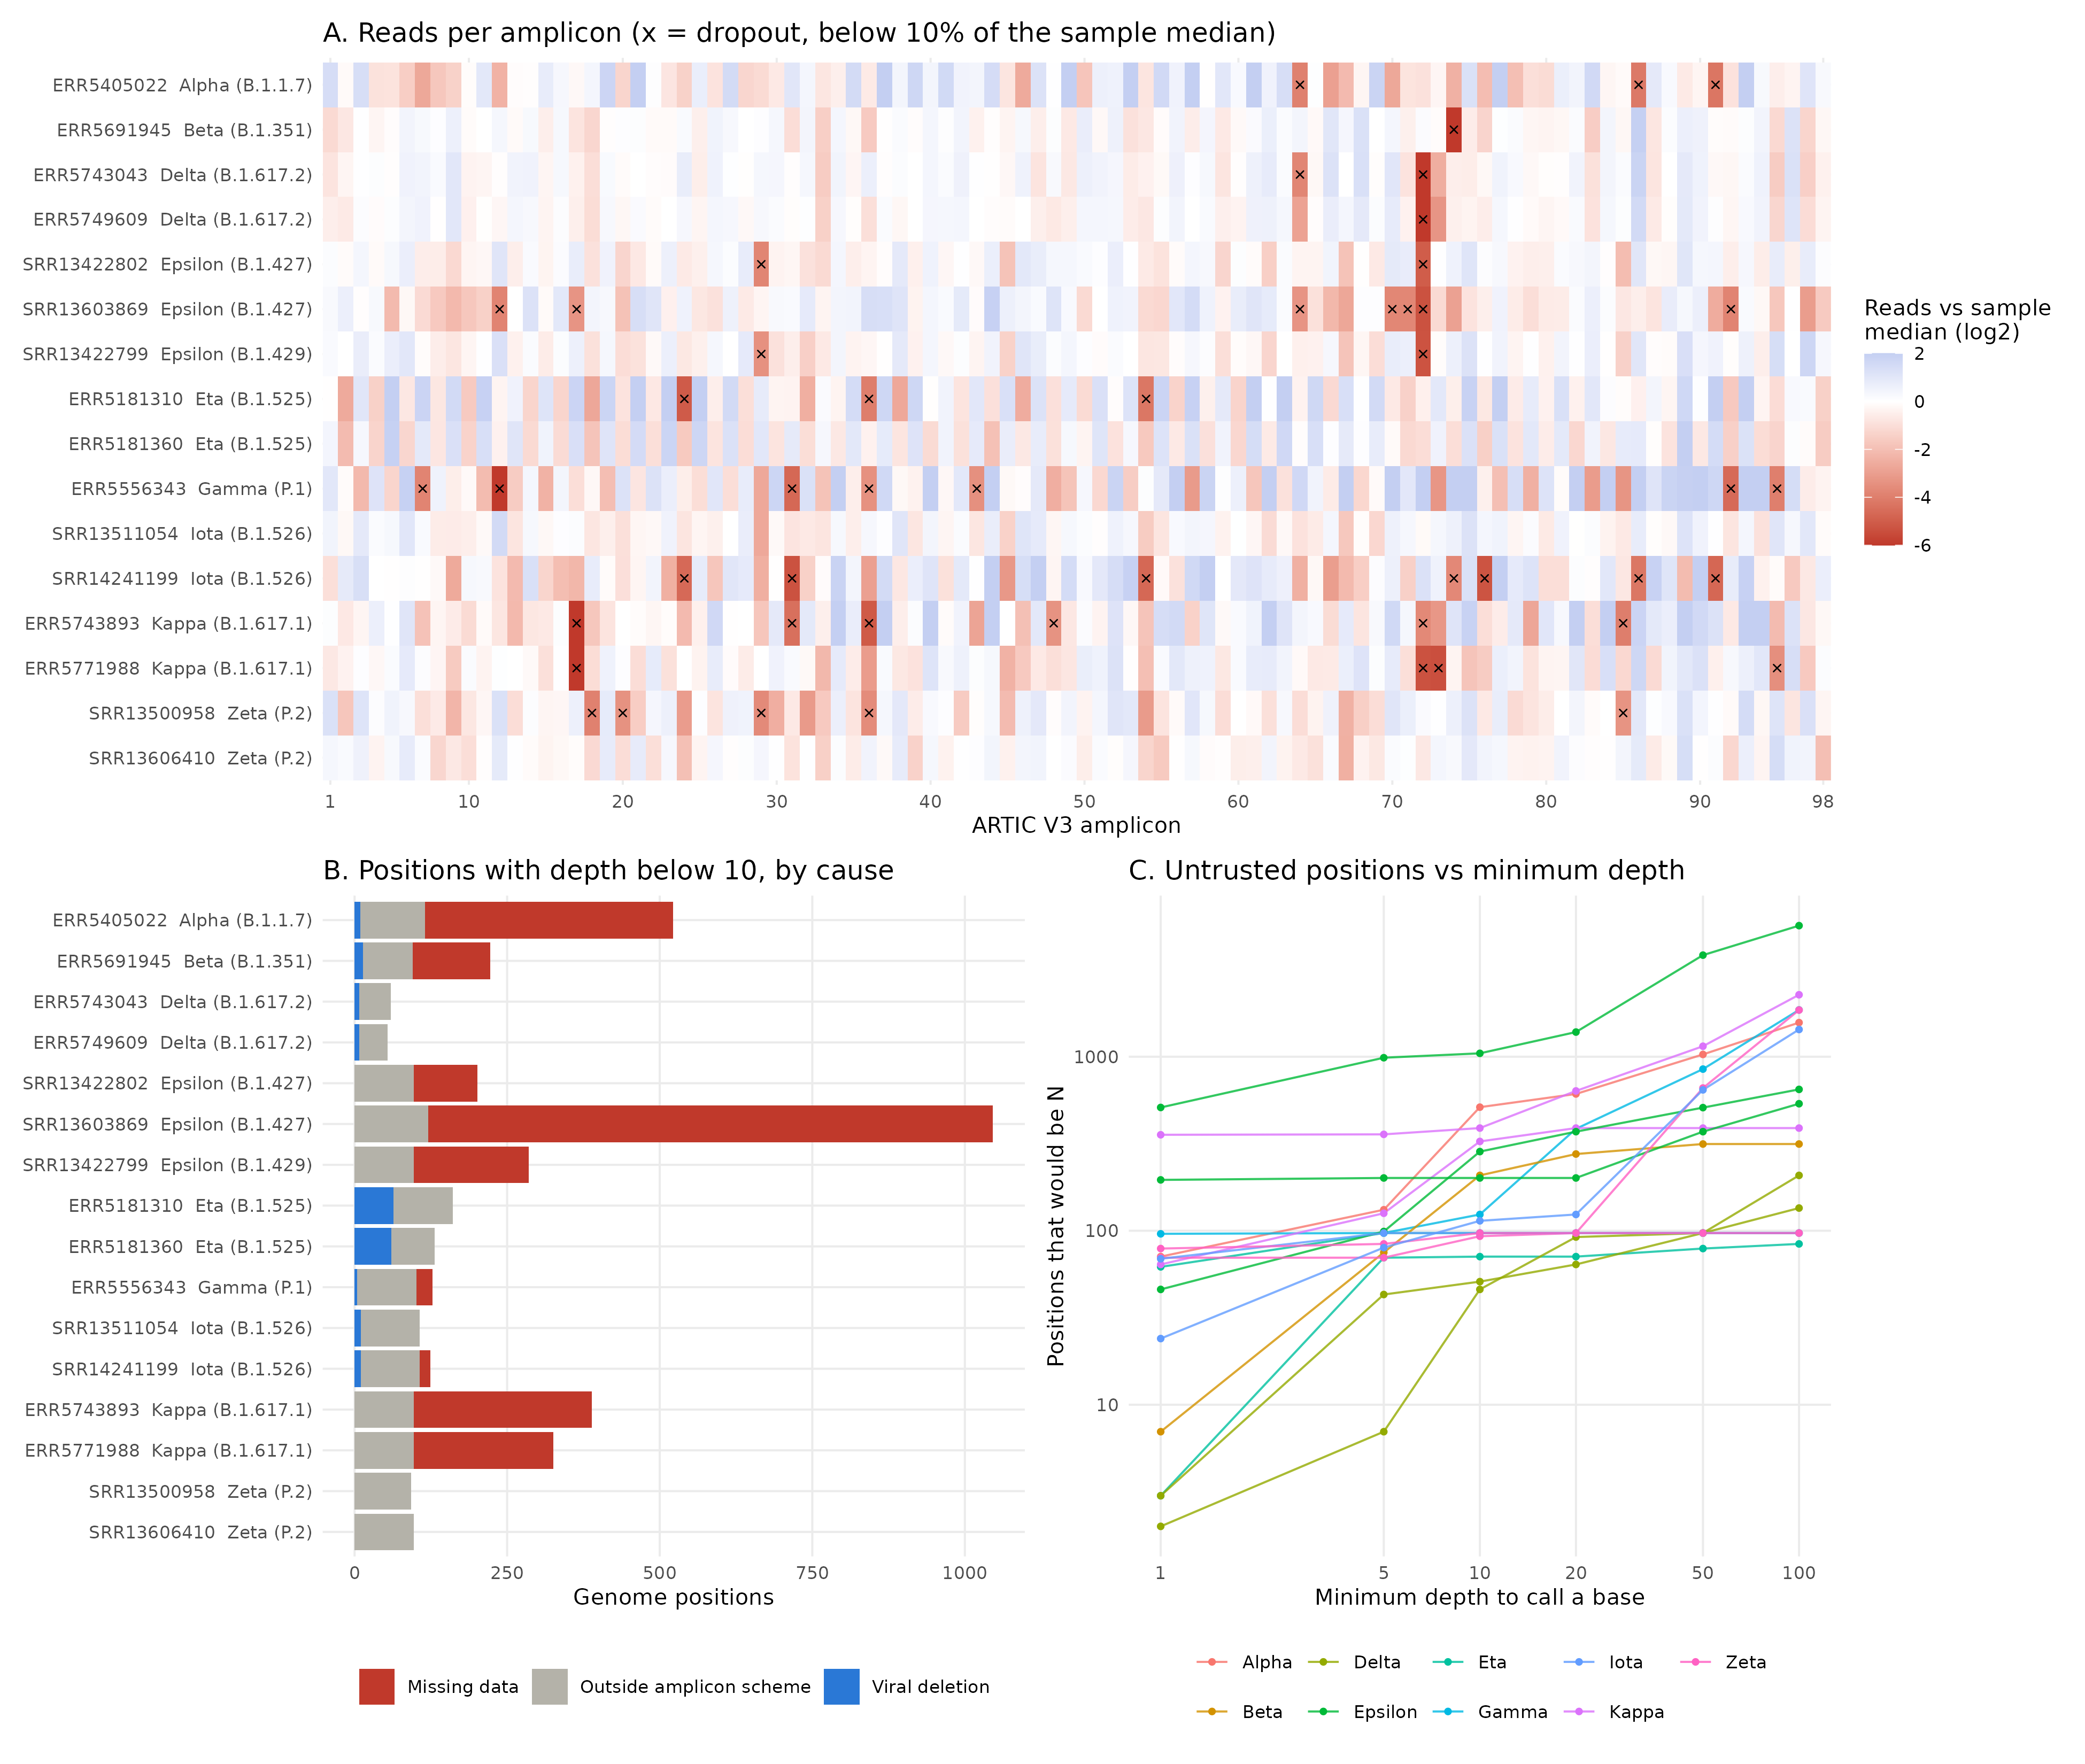 A. Reads per amplicon (x = dropout, below 10% of the sample median)
ERR5405022 Alpha (B.1.1.7)
ERR5691945 Beta (B.1.351)
ERR5743043 Delta (B.1.617.2)
ERR5749609 Delta (B.1.617.2)
SRR13422802 Epsilon (B.1.427)
SRR13603869 Epsilon (B.1.427)
SRR13422799 Epsilon (B.1.429)
ERR5181310 Eta (B.1.525)
ERR5181360 Eta (B.1.525)
ERR5556343 Gamma (P.1)
SRR13511054 Iota (B.1.526)
SRR14241199 Iota (B.1.526)
ERR5743893 Kappa (B.1.617.1)
ERR5771988 Kappa (B.1.617.1)
SRR13500958 Zeta (P.2)
SRR13606410 Zeta (P.2)
1 10 20 30 40 50 60 70 80 90 98
ARTIC V3 amplicon
Reads vs sample
median (log2)
2
0
-2
-4
-6
B. Positions with depth below 10, by cause
ERR5405022 Alpha (B.1.1.7)
ERR5691945 Beta (B.1.351)
ERR5743043 Delta (B.1.617.2)
ERR5749609 Delta (B.1.617.2)
SRR13422802 Epsilon (B.1.427)
SRR13603869 Epsilon (B.1.427)
SRR13422799 Epsilon (B.1.429)
ERR5181310 Eta (B.1.525)
ERR5181360 Eta (B.1.525)
ERR5556343 Gamma (P.1)
SRR13511054 Iota (B.1.526)
SRR14241199 Iota (B.1.526)
ERR5743893 Kappa (B.1.617.1)
ERR5771988 Kappa (B.1.617.1)
SRR13500958 Zeta (P.2)
SRR13606410 Zeta (P.2)
0 250 500 750 1000
Genome positions
Missing data Outside amplicon scheme Viral deletion
C. Untrusted positions vs minimum depth
Positions that would be N
1000
100
10
1 5 10 20 50 100
Minimum depth to call a base
Alpha Delta Eta Iota Zeta
Beta Epsilon Gamma Kappa